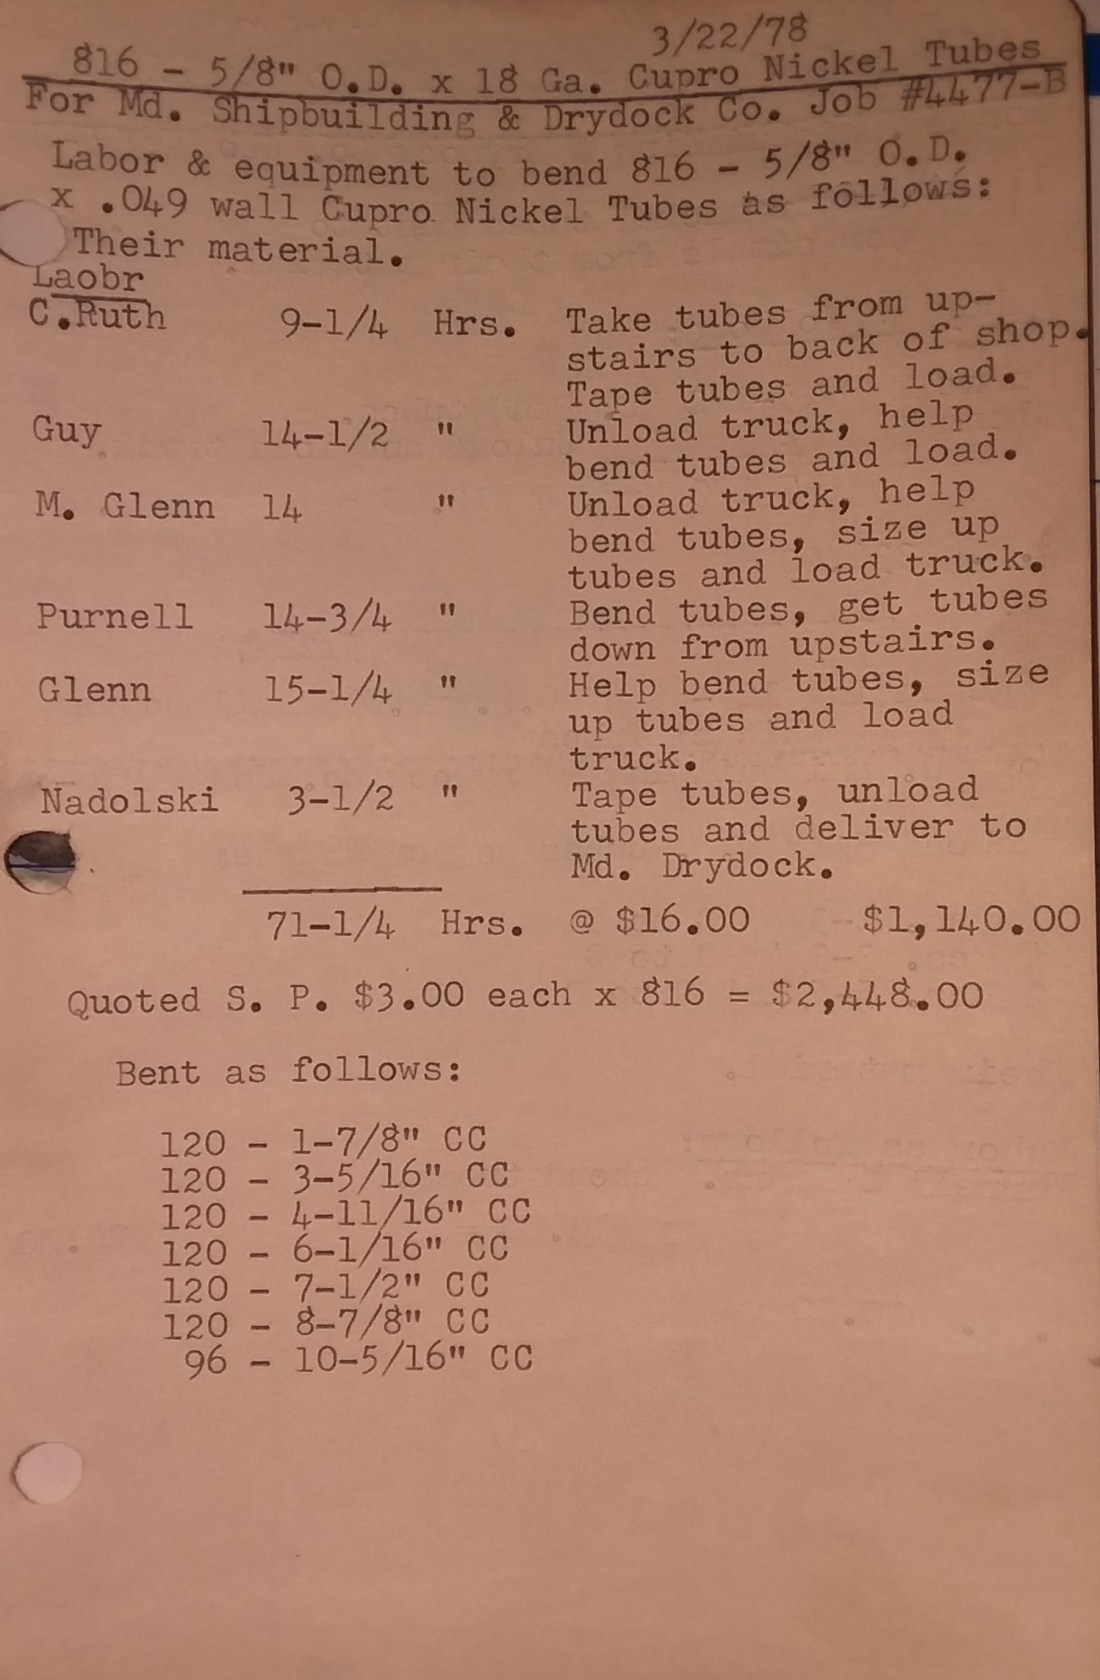 3/22/78
816 - 5/8" O.D. x 18 Ga. Cupro Nickel Tubes
For Md. Shipbuilding & Drydock Co. Job #4477-B
Labor & equipment to bend 816 - 5/8" O.D.
x .049 wall Cupro Nickel Tubes as follows:
Their material.
Laobr
C.Ruth 9-1/4 Hrs. Take tubes from up-
stairs to back of shop.
Tape tubes and load.
Guy 14-1/2 " Unload truck, help
bend tubes and load.
M. Glenn 14 " Unload truck, help
bend tubes, size up
tubes and load truck.
Purnell 14-3/4 " Bend tubes, get tubes
down from upstairs.
Glenn 15-1/4 " Help bend tubes, size
up tubes and load
truck.
Nadolski 3-1/2 " Tape tubes, unload
tubes and deliver to
Md. Drydock.
71-1/4 Hrs. @ $16.00 $1,140.00
Quoted S. P. $3.00 each x 816 = $2,448.00
Bent as follows:
120 - 1-7/8" CC
120 - 3-5/16" CC
120 - 4-11/16" CC
120 - 6-1/16" CC
120 - 7-1/2" CC
120 - 8-7/8" CC
96 - 10-5/16" CC